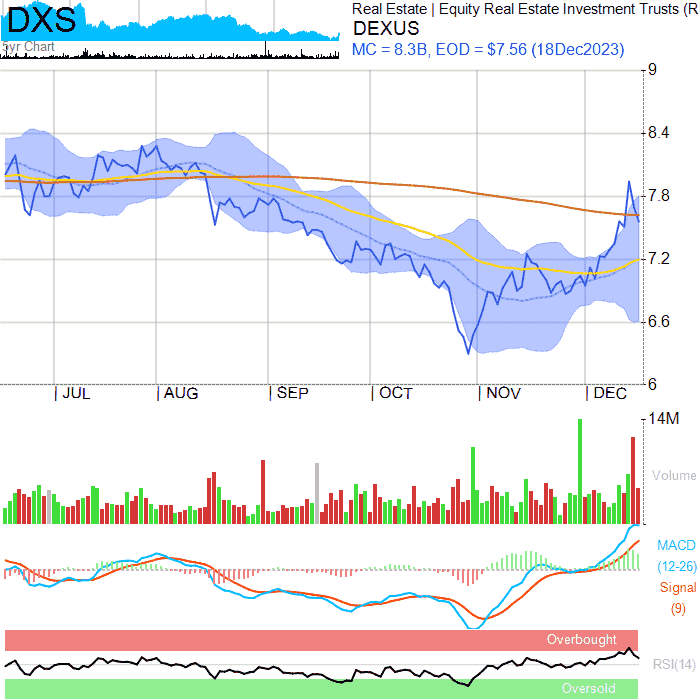 DXS
5yr Chart
Real Estate | Equity Real Estate Investment Trusts (R
DEXUS
MC = 8.3B, EOD = $7.56 (18Dec2023)
9
8.4
7.8
7.2
6.6
6
JUL AUG SEP OCT NOV DEC
14M
Volume
MACD
(12-26)
Signal
(9)
Overbought
RSI(14)
Oversold